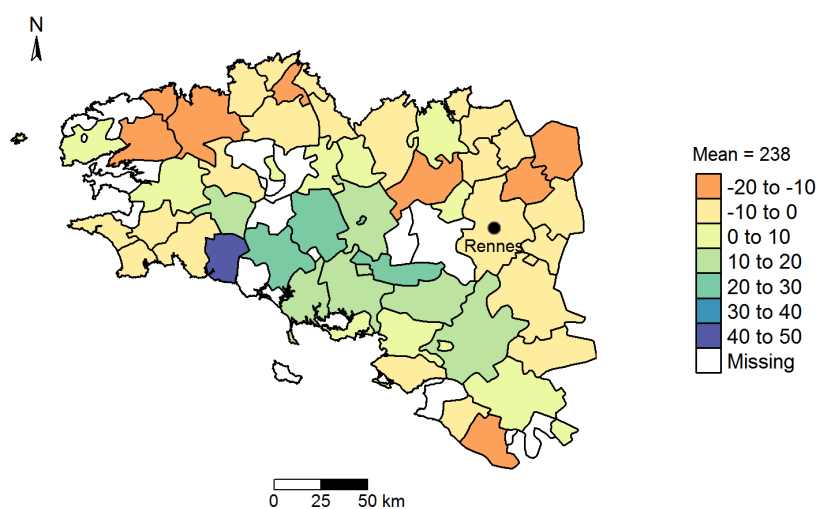 N
Mean = 238
-20 to -10
-10 to 0
0 to 10
10 to 20
20 to 30
30 to 40
40 to 50
Missing
Rennes
0 25 50 km